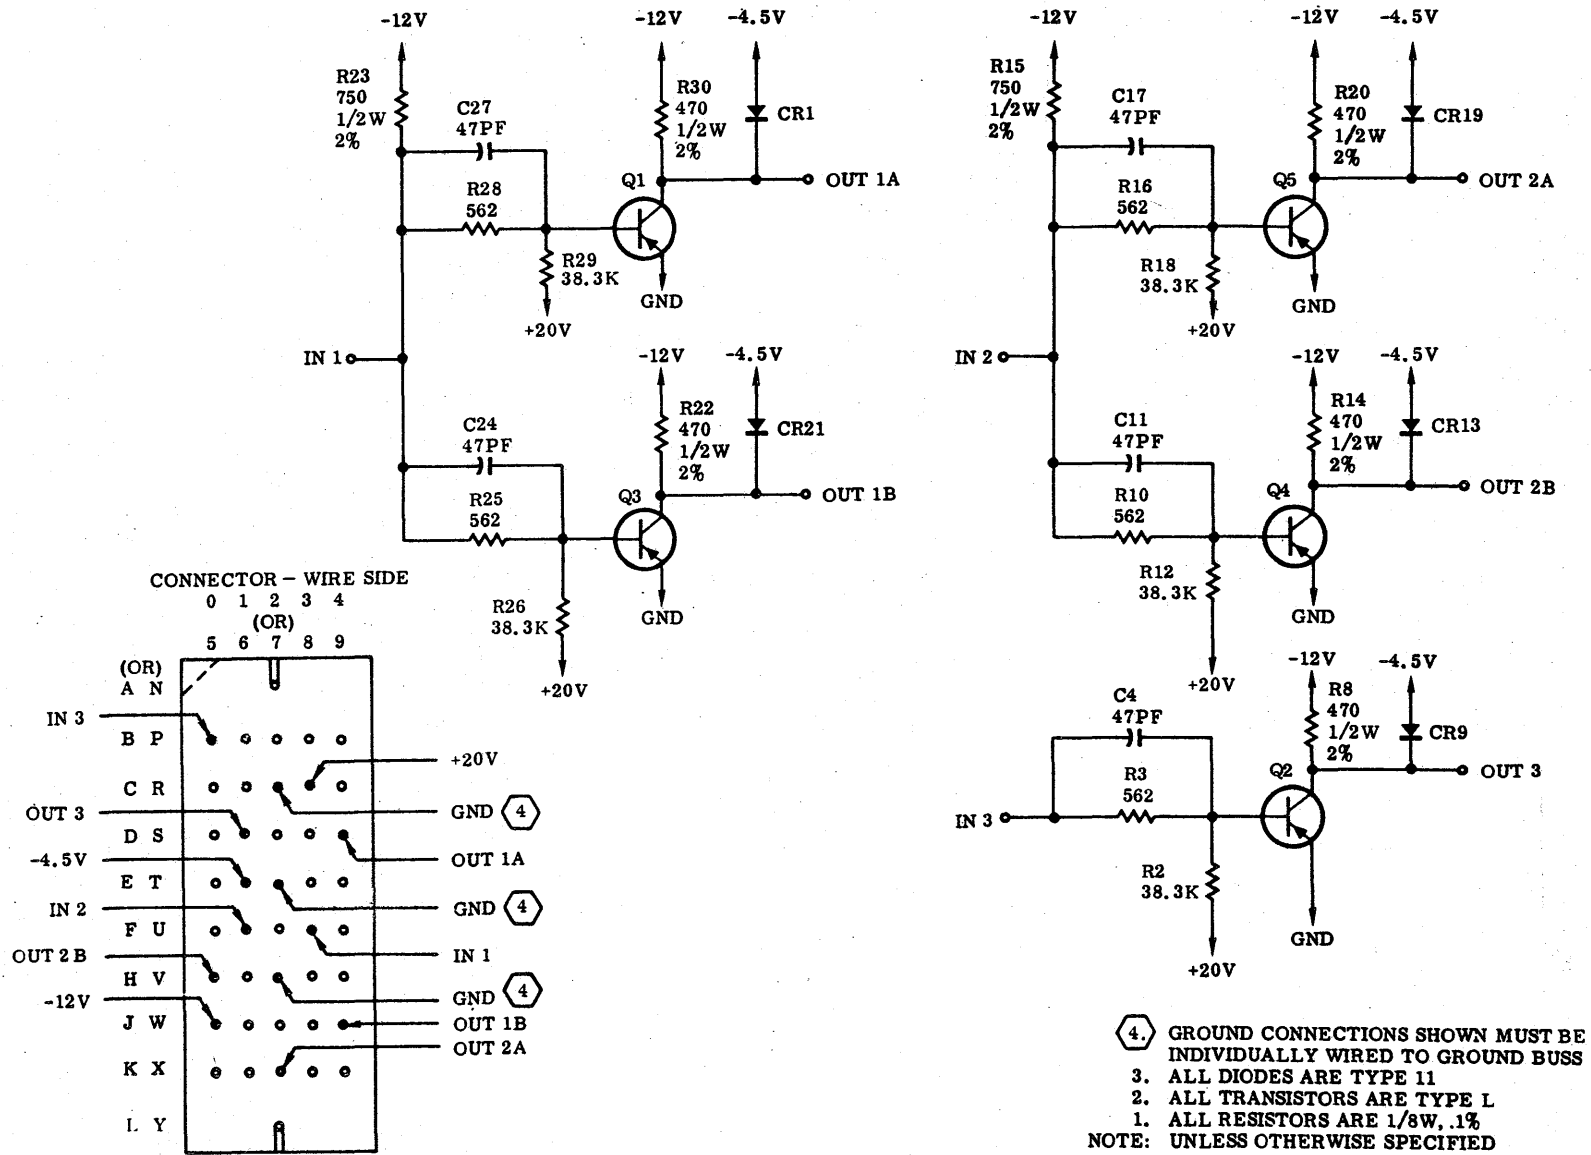 -12V
R23
750
1/2W
2%
C27
47PF
R28
562
R29
38.3K
+20V
-12V
R30
470
1/2W
2%
-4.5V
CR1
Q1
OUT 1A
GND
IN 1
C24
47PF
R25
562
R26
38.3K
+20V
-12V
R22
470
1/2W
2%
-4.5V
CR21
Q3
OUT 1B
GND
-12V
R15
750
1/2W
2%
C17
47PF
R16
562
R18
38.3K
+20V
-12V
R20
470
1/2W
2%
-4.5V
CR19
Q5
OUT 2A
GND
IN 2
C11
47PF
R10
562
R12
38.3K
+20V
-12V
R14
470
1/2W
2%
-4.5V
CR13
Q4
OUT 2B
GND
IN 3
C4
47PF
R3
562
R2
38.3K
+20V
-12V
R8
470
1/2W
2%
-4.5V
CR9
Q2
OUT 3
GND
CONNECTOR – WIRE SIDE
0 1 2 3 4
(OR)
5 6 7 8 9
(OR)
A N
IN 3
B P
+20V
C R
OUT 3
GND 4
D S
-4.5V
OUT 1A
E T
IN 2
GND 4
F U
OUT 2B
IN 1
H V
-12V
GND 4
J W
OUT 1B
OUT 2A
K X
L Y
4. GROUND CONNECTIONS SHOWN MUST BE
INDIVIDUALLY WIRED TO GROUND BUSS
3. ALL DIODES ARE TYPE 11
2. ALL TRANSISTORS ARE TYPE L
1. ALL RESISTORS ARE 1/8W, .1%
NOTE: UNLESS OTHERWISE SPECIFIED